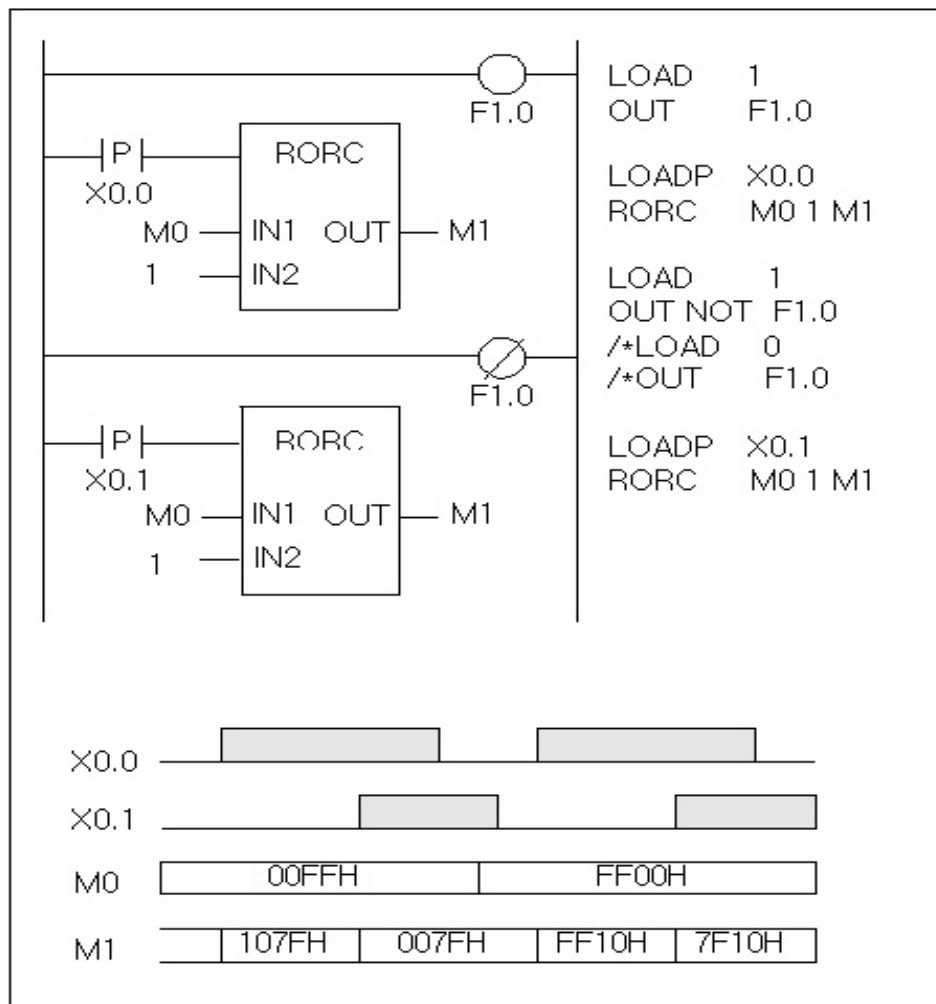 F1.0
P
X0.0
RORC
M0 IN1 OUT M1
1 IN2
F1.0
P
X0.1
RORC
M0 IN1 OUT M1
1 IN2
LOAD 1
OUT F1.0
LOADP X0.0
RORC M0 1 M1
LOAD 1
OUT NOT F1.0
/*LOAD 0
/*OUT F1.0
LOADP X0.1
RORC M0 1 M1
X0.0
X0.1
M0 00FFH FF00H
M1 107FH 007FH FF10H 7F10H